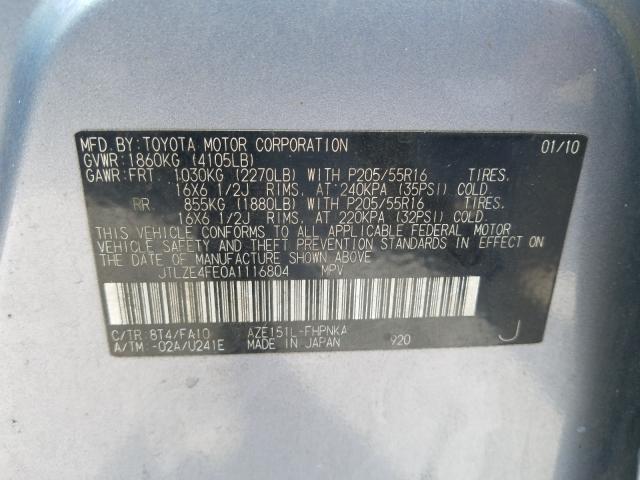 MFD. BY: TOYOTA MOTOR CORPORATION 01/10
GVWR: 1860KG (4105LB)
GAWR: FRT. 1030KG (2270LB) WITH P205/55R16 TIRES.
16X6 1/2J RIMS, AT 240KPA (35PSI) COLD.
RR. 855KG (1880LB) WITH P205/55R16 TIRES.
16X6 1/2J RIMS, AT 220KPA (32PSI) COLD.
THIS VEHICLE CONFORMS TO ALL APPLICABLE FEDERAL MOTOR
VEHICLE SAFETY AND THEFT PREVENTION STANDARDS IN EFFECT ON
THE DATE OF MANUFACTURE SHOWN ABOVE.
JTLZE4FE0A1116804 MPV
C/TR: 8T4/FA10 AZE151L-FHPNKA
A/TM: -02A/U241E MADE IN JAPAN 920 J